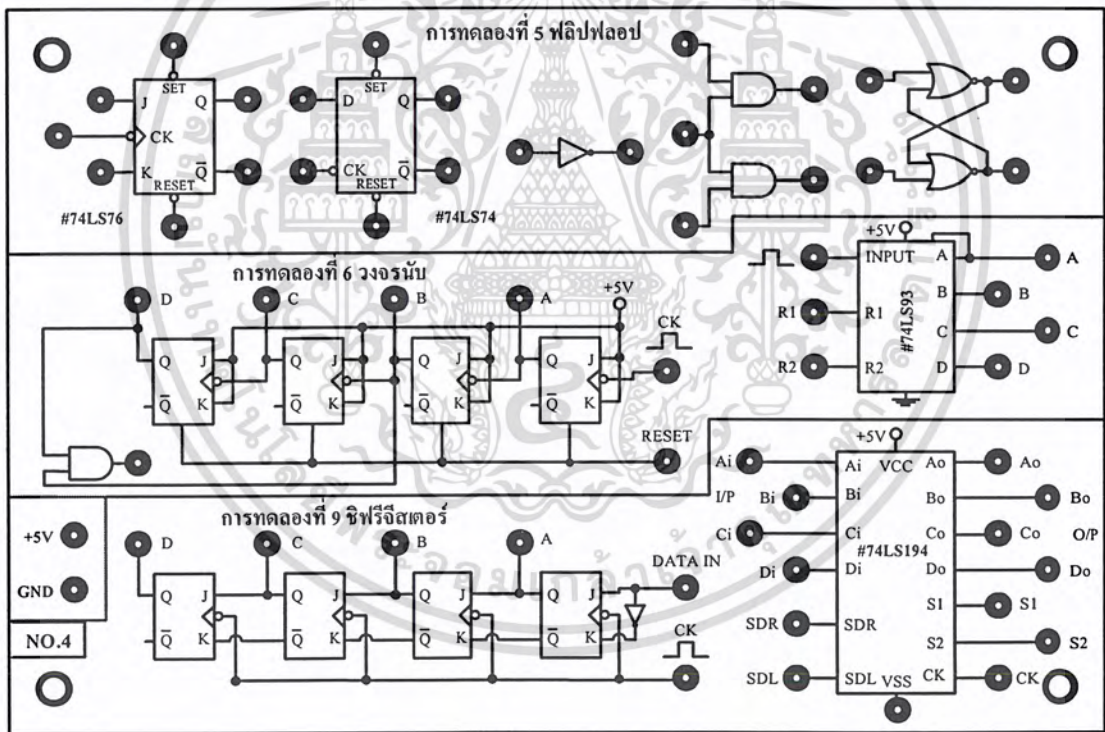 การทดลองที่ 5 ฟลิปฟลอป
SET
J
Q
CK
K
Q̅
RESET
#74LS76
SET
D
Q
CK
Q̅
RESET
#74LS74
การทดลองที่ 6 วงจรนับ
D
C
B
A
+5V
CK
Q
J
K
Q̅
Q
J
K
Q̅
Q
J
K
Q̅
Q
J
K
Q̅
RESET
+5V
INPUT
A
A
B
B
R1
R1
#74LS93
C
C
R2
R2
D
D
+5V
GND
NO.4
การทดลองที่ 9 ชิฟรีจีสเตอร์
D
C
B
A
DATA IN
Q
J
K
Q̅
Q
J
K
Q̅
Q
J
K
Q̅
Q
J
K
Q̅
CK
+5V
VCC
Ai
Ai
Ao
Ao
I/P
Bi
Bi
Bo
Bo
Ci
Ci
Co
Co
O/P
#74LS194
Di
Di
Do
Do
S1
S1
SDR
SDR
S2
S2
SDL
SDL
VSS
CK
CK